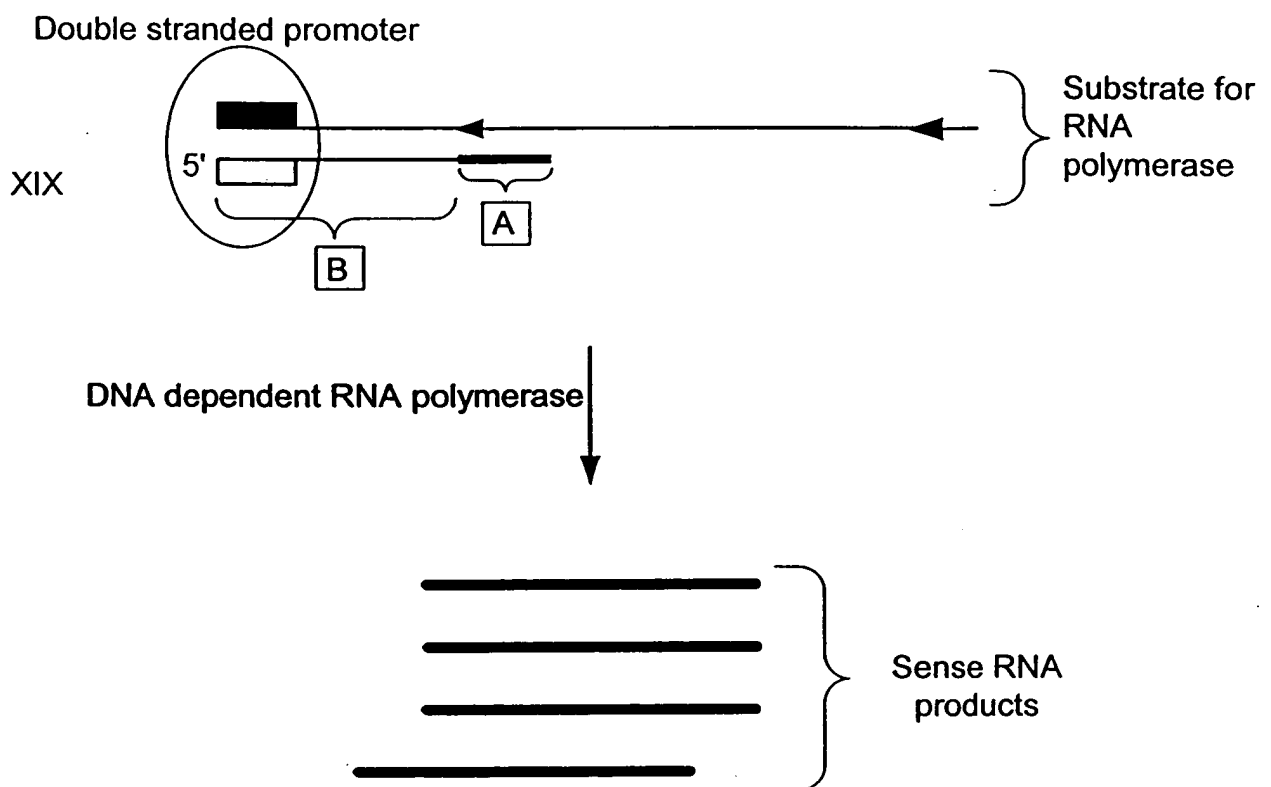 Double stranded promoter
Substrate for
RNA
polymerase
5'
XIX
A
B
DNA dependent RNA polymerase
Sense RNA
products